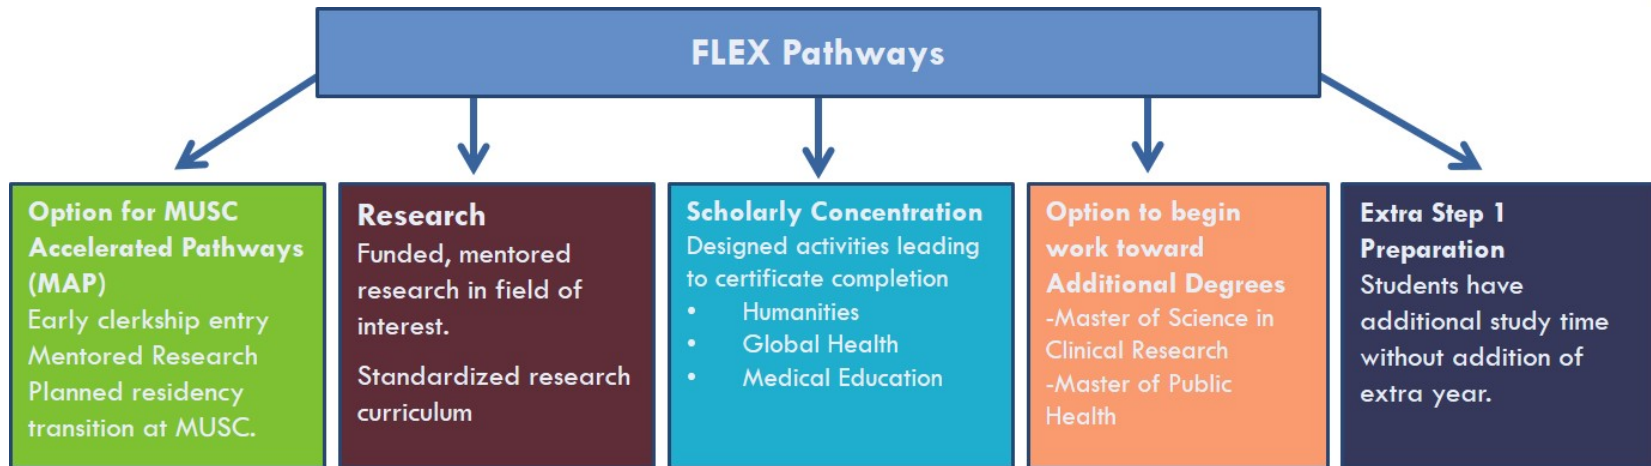 FLEX Pathways
Option for MUSC
Accelerated Pathways
(MAP)
Early clerkship entry
Mentored Research
Planned residency
transition at MUSC.
Research
Funded, mentored
research in field of
interest.
Standardized research
curriculum
Scholarly Concentration
Designed activities leading
to certificate completion
• Humanities
• Global Health
• Medical Education
Option to begin
work toward
Additional Degrees
-Master of Science in
Clinical Research
-Master of Public
Health
Extra Step 1
Preparation
Students have
additional study time
without addition of
extra year.